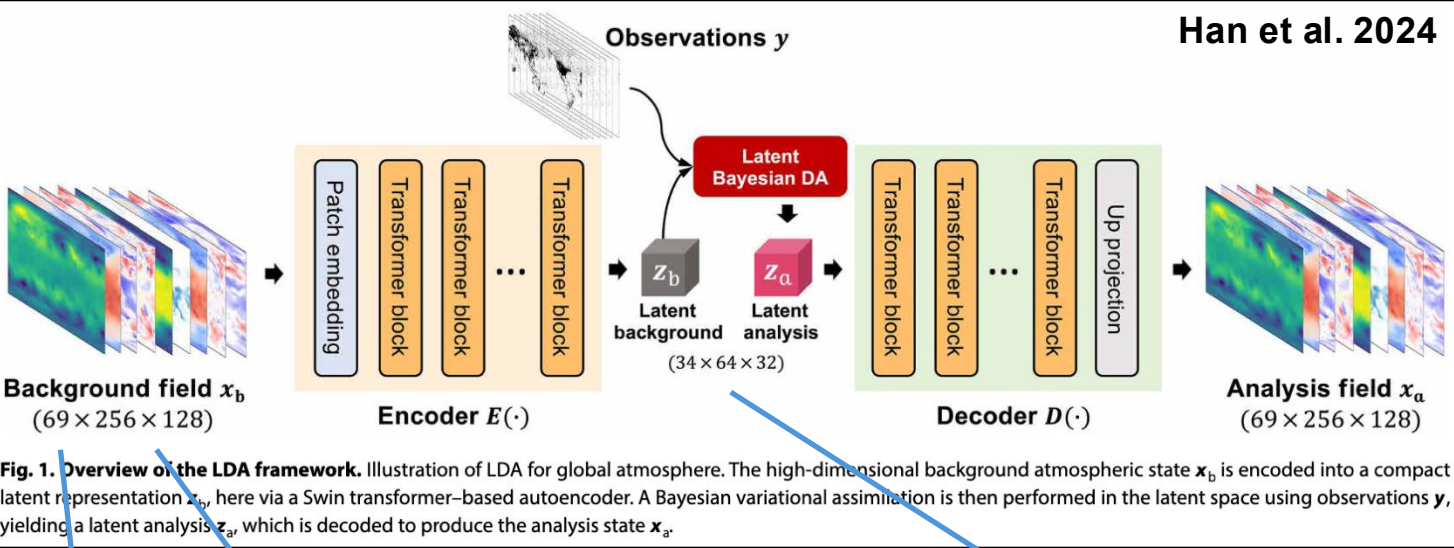 Han et al. 2024
Observations y
Latent
Bayesian DA
Patch embedding
Transformer block
Transformer block
...
Transformer block
z_b
Latent
background
z_a
Latent
analysis
(34×64×32)
Transformer block
Transformer block
...
Transformer block
Up projection
Background field x_b
(69×256×128)
Encoder E(·)
Decoder D(·)
Analysis field x_a
(69×256×128)
Fig. 1. Overview of the LDA framework. Illustration of LDA for global atmosphere. The high-dimensional background atmospheric state x_b is encoded into a compact
latent representation z_b, here via a Swin transformer–based autoencoder. A Bayesian variational assimilation is then performed in the latent space using observations y,
yielding a latent analysis z_a, which is decoded to produce the analysis state x_a.